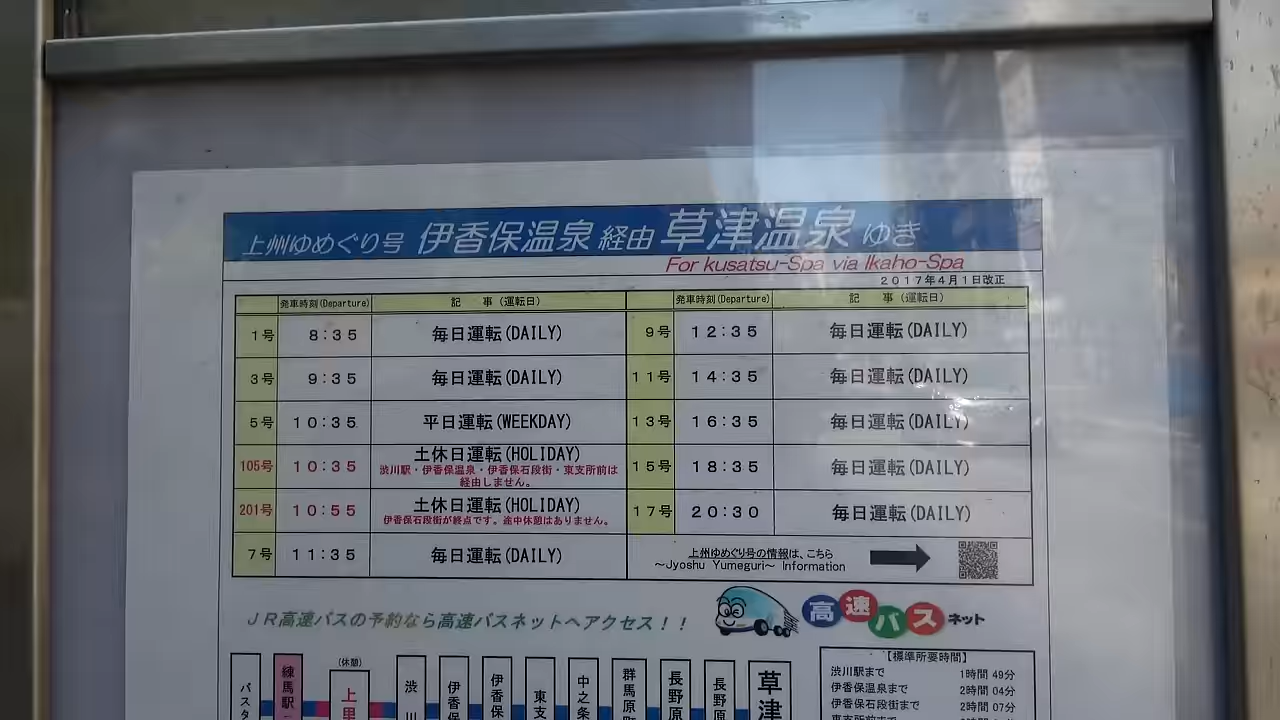 上州ゆめぐり号 伊香保温泉 経由 草津温泉 ゆき
For kusatsu-Spa via Ikaho-Spa
2017年4月1日改正
発車時刻(Departure) 記 事 (運転日) 発車時刻(Departure) 記 事 (運転日)
1号 8:35 毎日運転(DAILY) 9号 12:35 毎日運転(DAILY)
3号 9:35 毎日運転(DAILY) 11号 14:35 毎日運転(DAILY)
5号 10:35 平日運転(WEEKDAY) 13号 16:35 毎日運転(DAILY)
105号 10:35 土休日運転(HOLIDAY) 15号 18:35 毎日運転(DAILY)
渋川駅・伊香保温泉・伊香保石段街・東支所前は
経由しません。
201号 10:55 土休日運転(HOLIDAY) 17号 20:30 毎日運転(DAILY)
伊香保石段街が終点です。途中休憩はありません。
7号 11:35 毎日運転(DAILY)
上州ゆめぐり号の情報は、こちら
~Jyoshu Yumeguri~ Information
JR高速バスの予約なら高速バスネットへアクセス!!
高速バスネット
バスタ
練馬駅
(休憩)
上里
渋川
伊香保
伊香保
東支
中之条
群馬原町
長野原
長野原
草津
【標準所要時間】
渋川駅まで 1時間 49分
伊香保温泉まで 2時間 04分
伊香保石段まで 2時間 07分